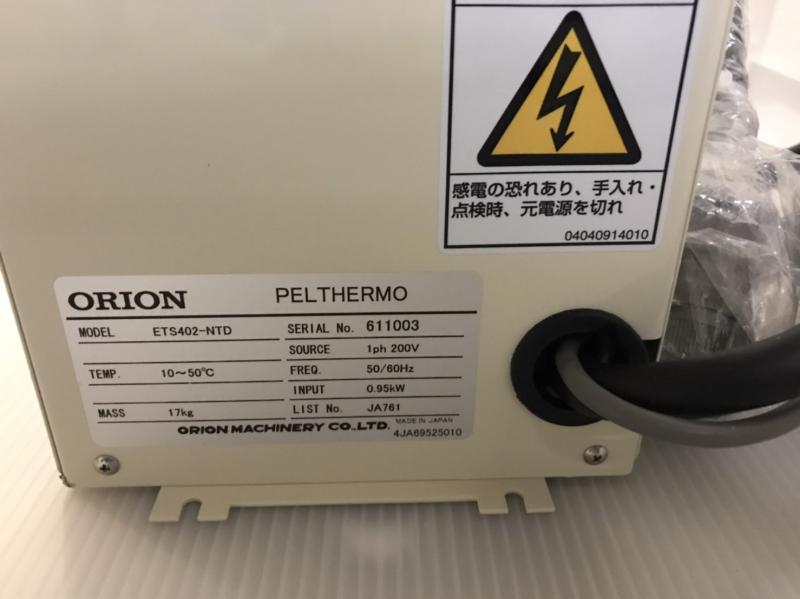 感電の恐れあり、手入れ・
点検時、元電源を切れ
04040914010
ORION PELTHERMO
MODEL ETS402-NTD SERIAL No. 611003
SOURCE 1ph 200V
TEMP. 10~50℃ FREQ. 50/60Hz
INPUT 0.95kW
MASS 17kg LIST No. JA761
MADE IN JAPAN
ORION MACHINERY CO.,LTD. 4JA69525010